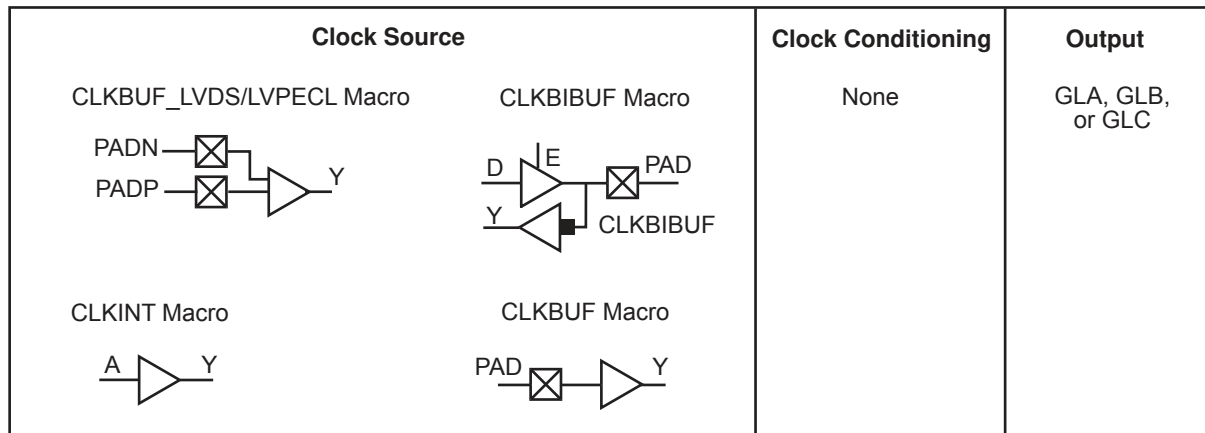 Clock Source
Clock Conditioning
Output
CLKBUF_LVDS/LVPECL Macro
CLKBIBUF Macro
None
GLA, GLB,
or GLC
PADN
PADP
Y
E
D
PAD
Y
CLKBIBUF
CLKINT Macro
CLKBUF Macro
A
Y
PAD
Y